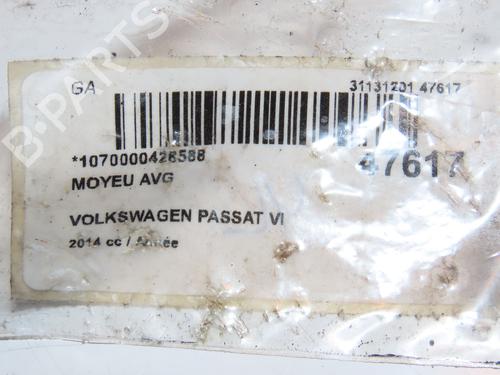 GA
31131201 47617
*1070000426588
47617
MOYEU AVG
VOLKSWAGEN PASSAT VI
2014 cc / Année
B-PARTS